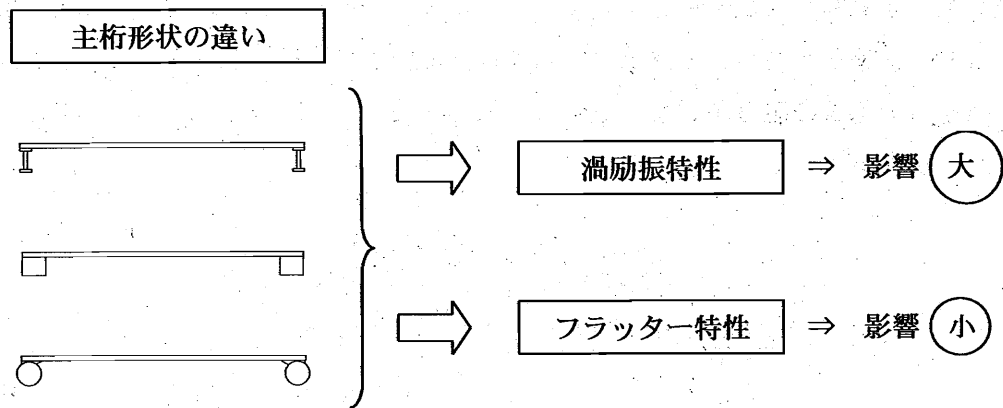 主桁形状の違い
渦励振特性 ⇒ 影響 大
フラッター特性 ⇒ 影響 小